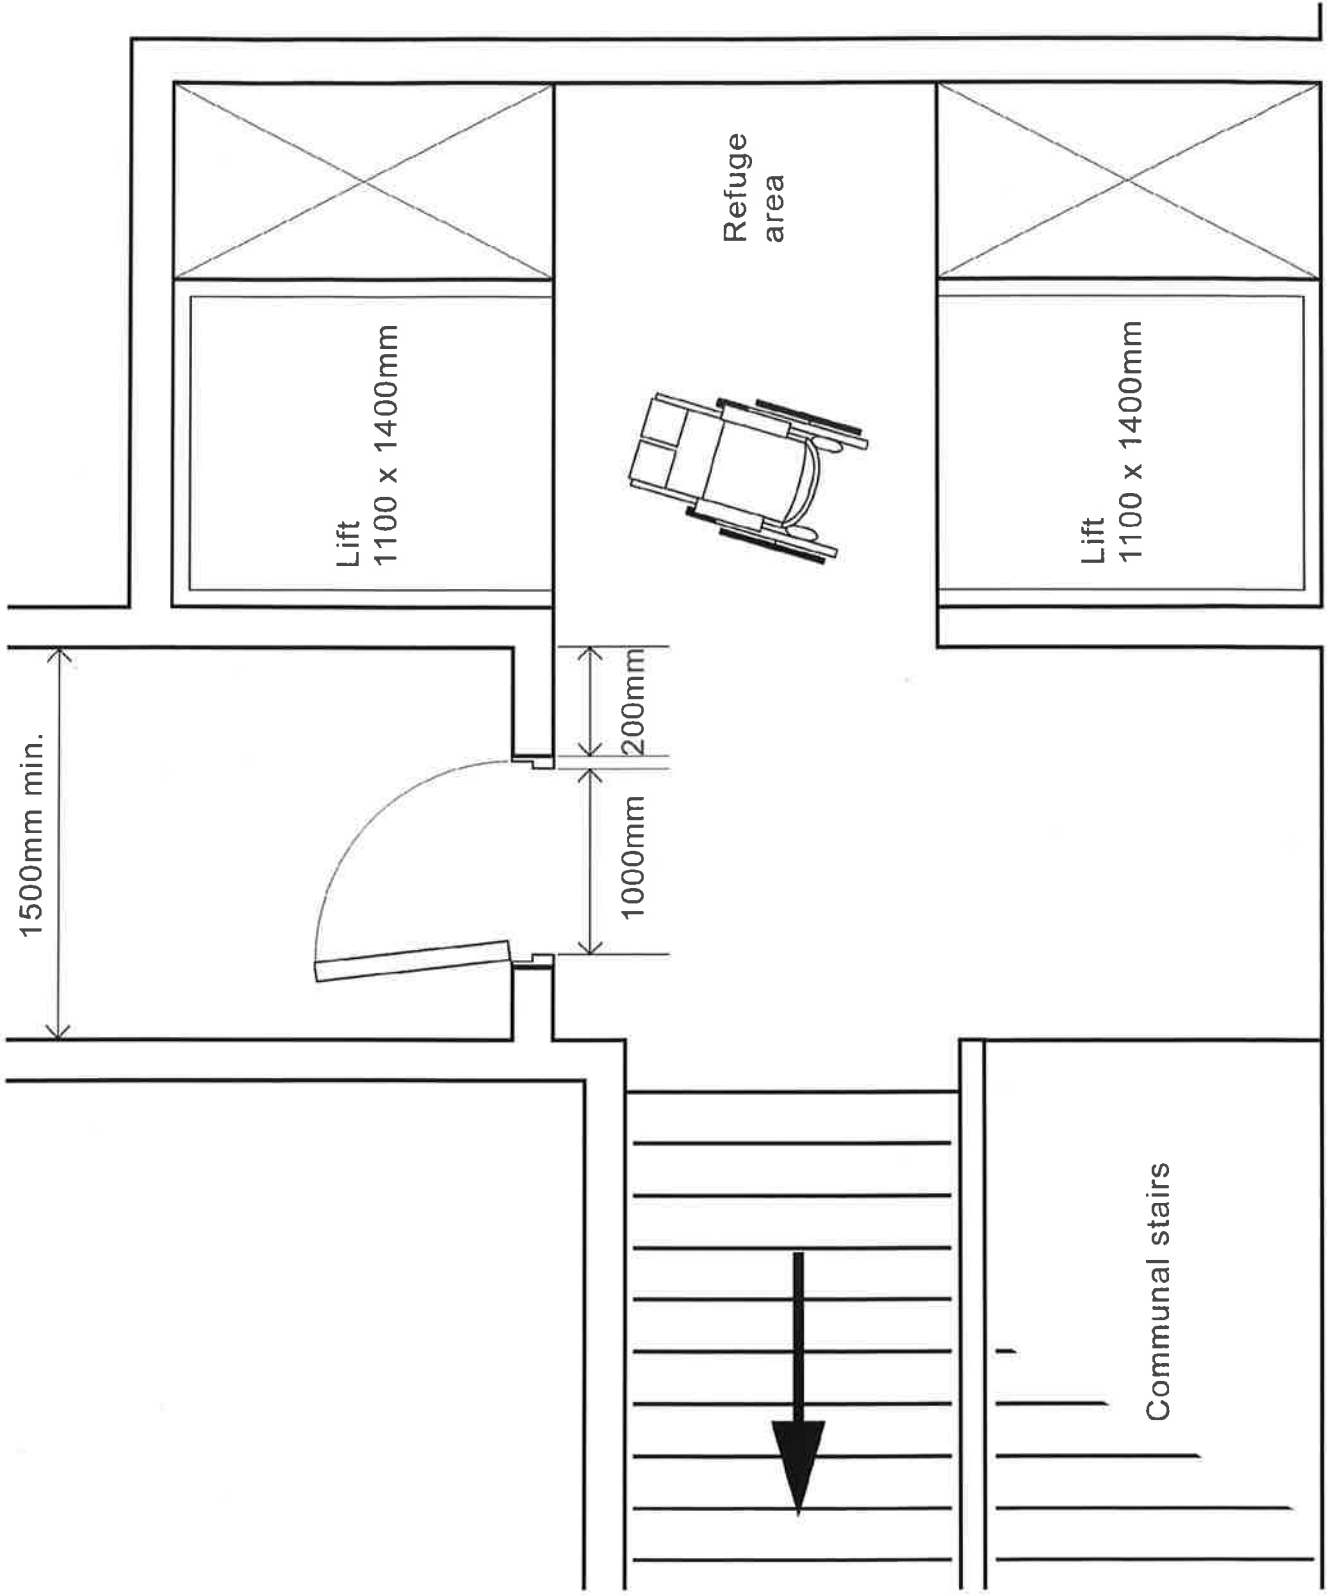 1500mm min.
Lift
1100 x 1400mm
200mm
1000mm
Refuge
area
Lift
1100 x 1400mm
Communal stairs